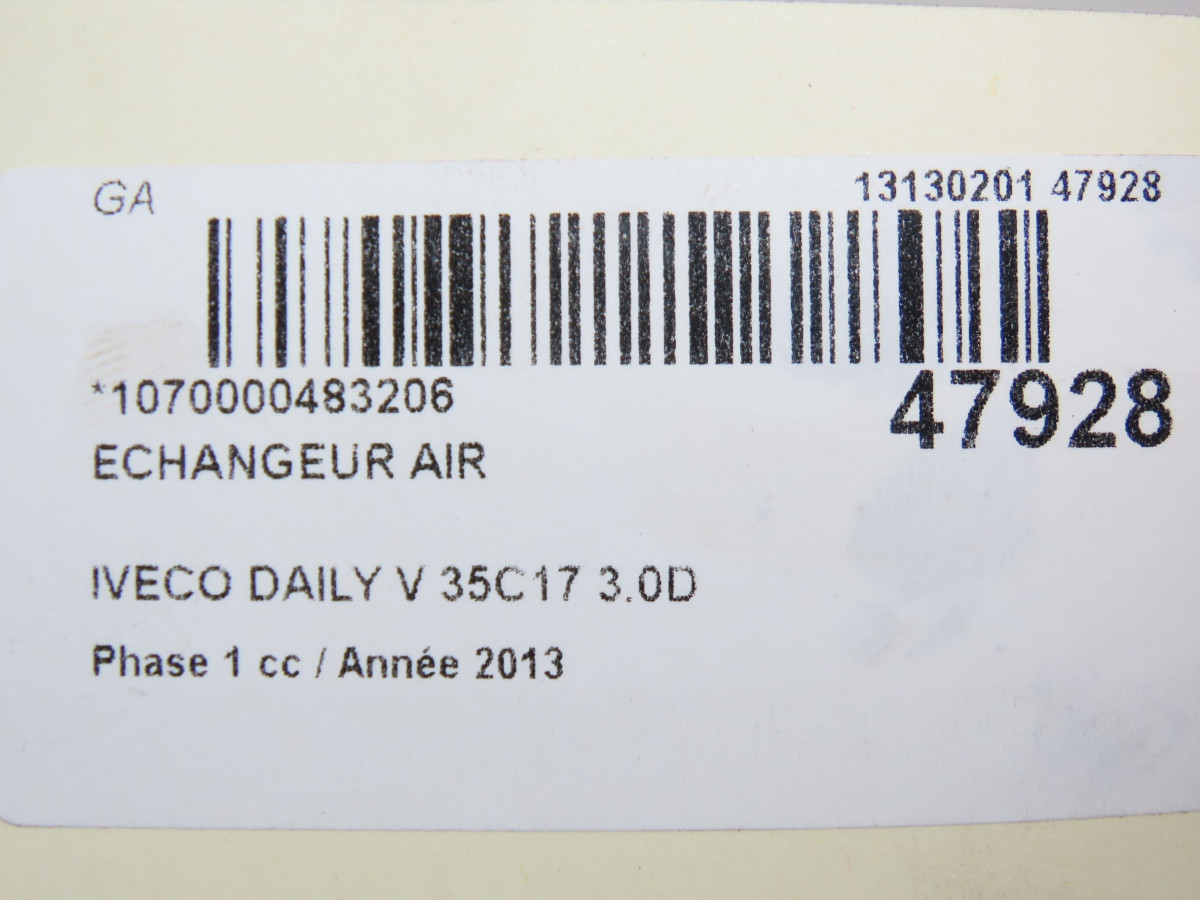 GA
13130201 47928
*1070000483206
47928
ECHANGEUR AIR
IVECO DAILY V 35C17 3.0D
Phase 1 cc / Année 2013